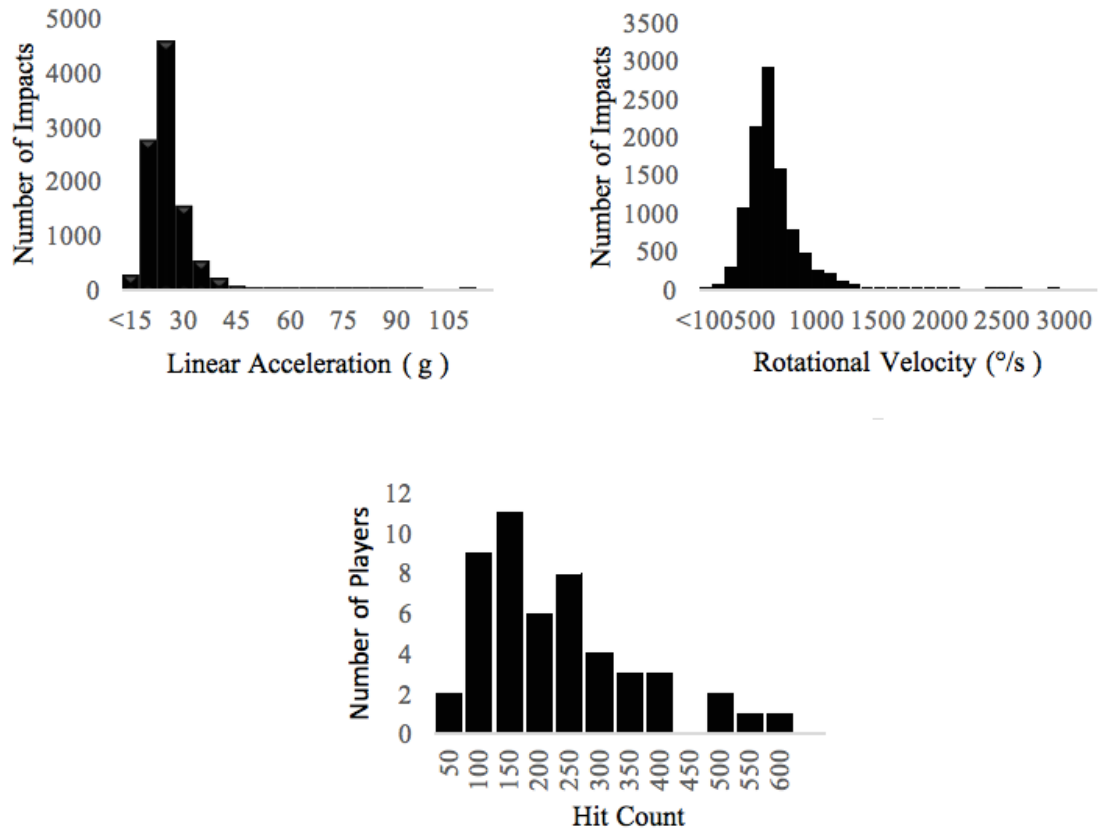 5000
4000
3000
2000
1000
0
Number of Impacts
<15 30 45 60 75 90 105
Linear Acceleration ( g )
3500
3000
2500
2000
1500
1000
500
0
Number of Impacts
<100500 1000 1500 2000 2500 3000
Rotational Velocity (°/s )
12
10
8
6
4
2
0
Number of Players
50 100 150 200 250 300 350 400 450 500 550 600
Hit Count